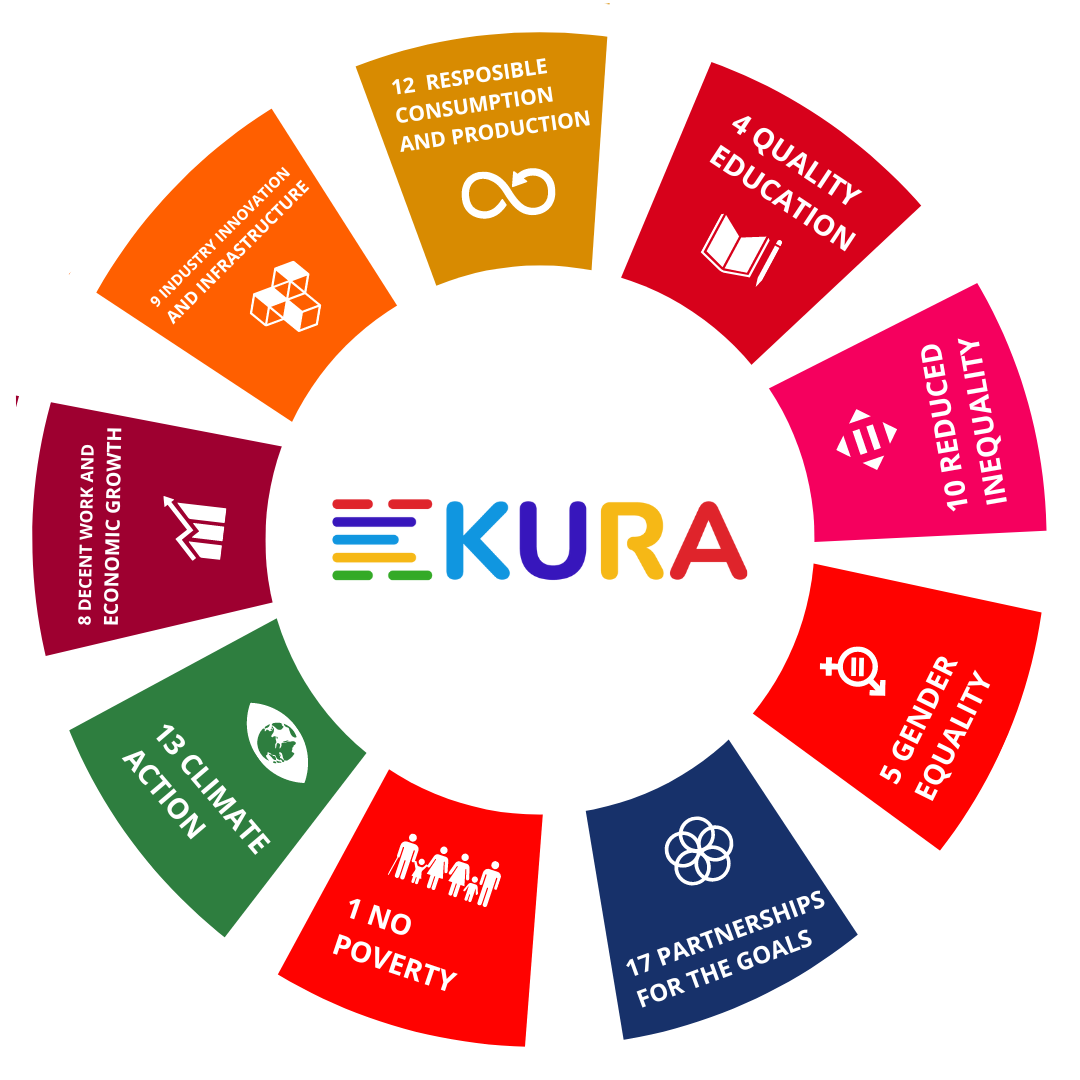 12 RESPOSIBLE
CONSUMPTION
AND PRODUCTION
4 QUALITY
EDUCATION
10 REDUCED
INEQUALITY
5 GENDER
EQUALITY
17 PARTNERSHIPS
FOR THE GOALS
1 NO
POVERTY
13 CLIMATE
ACTION
8 DECENT WORK AND
ECONOMIC GROWTH
9 INDUSTRY INNOVATION
AND INFRASTRUCTURE
EKURA